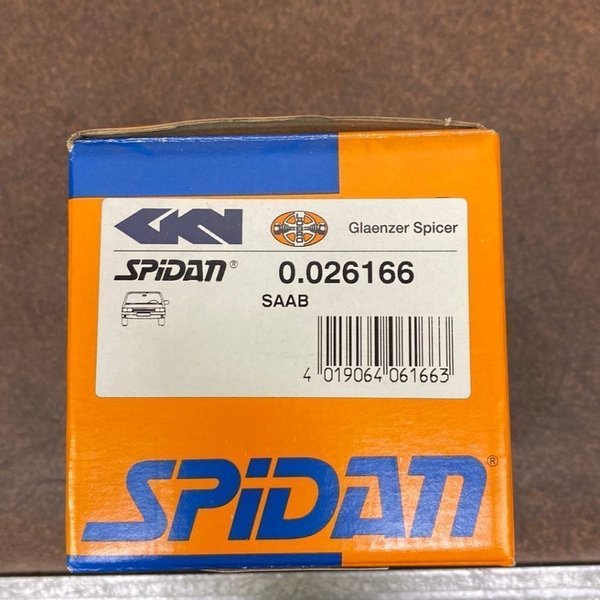 GKN
Glaenzer Spicer
SPiDAN® 0.026166
SAAB
4 019064 061663
SPiDAN®